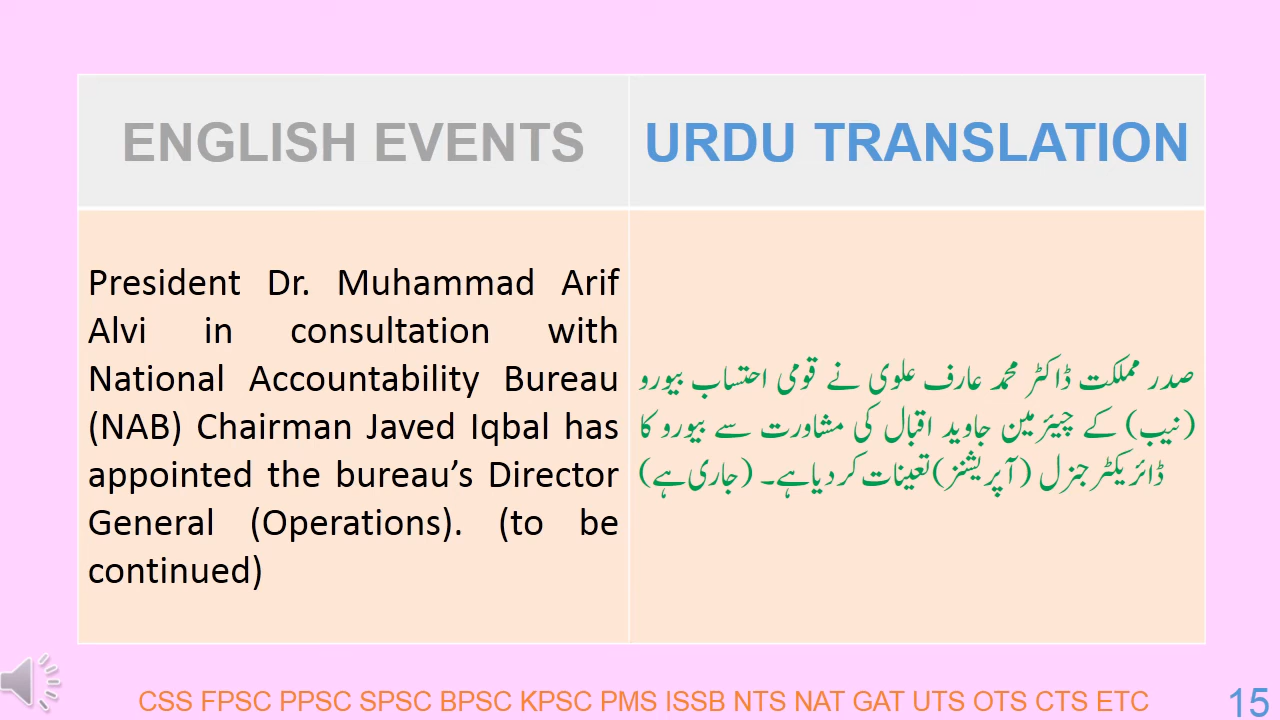 ENGLISH EVENTS
URDU TRANSLATION
President Dr. Muhammad Arif
Alvi in consultation with
National Accountability Bureau
(NAB) Chairman Javed Iqbal has
appointed the bureau’s Director
General (Operations). (to be
continued)
صدر مملکت ڈاکٹر محمد عارف علوی نے قومی احتساب بیورو
(نیب) کے چیئرمین جاوید اقبال کی مشاورت سے بیورو کا
ڈائریکٹر جنرل (آپریشنز) تعینات کر دیا ہے۔ (جاری ہے)
CSS FPSC PPSC SPSC BPSC KPSC PMS ISSB NTS NAT GAT UTS OTS CTS ETC
15